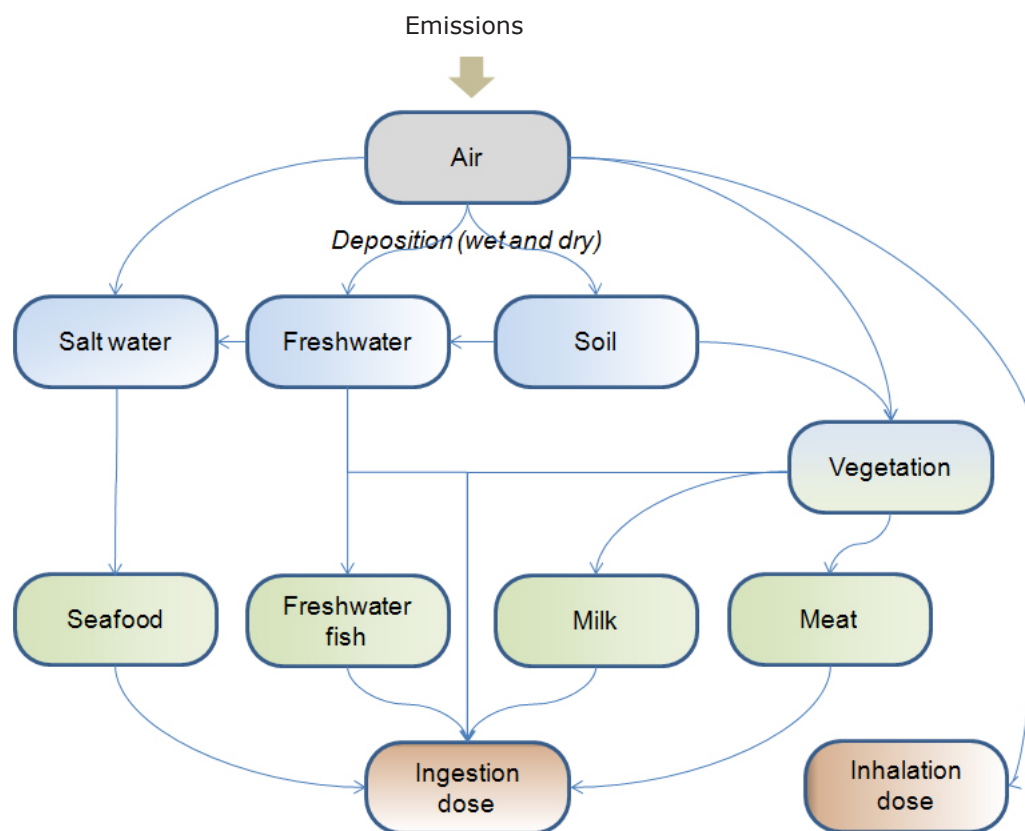 Emissions
Air
Deposition (wet and dry)
Salt water
Freshwater
Soil
Vegetation
Seafood
Freshwater
fish
Milk
Meat
Ingestion
dose
Inhalation
dose